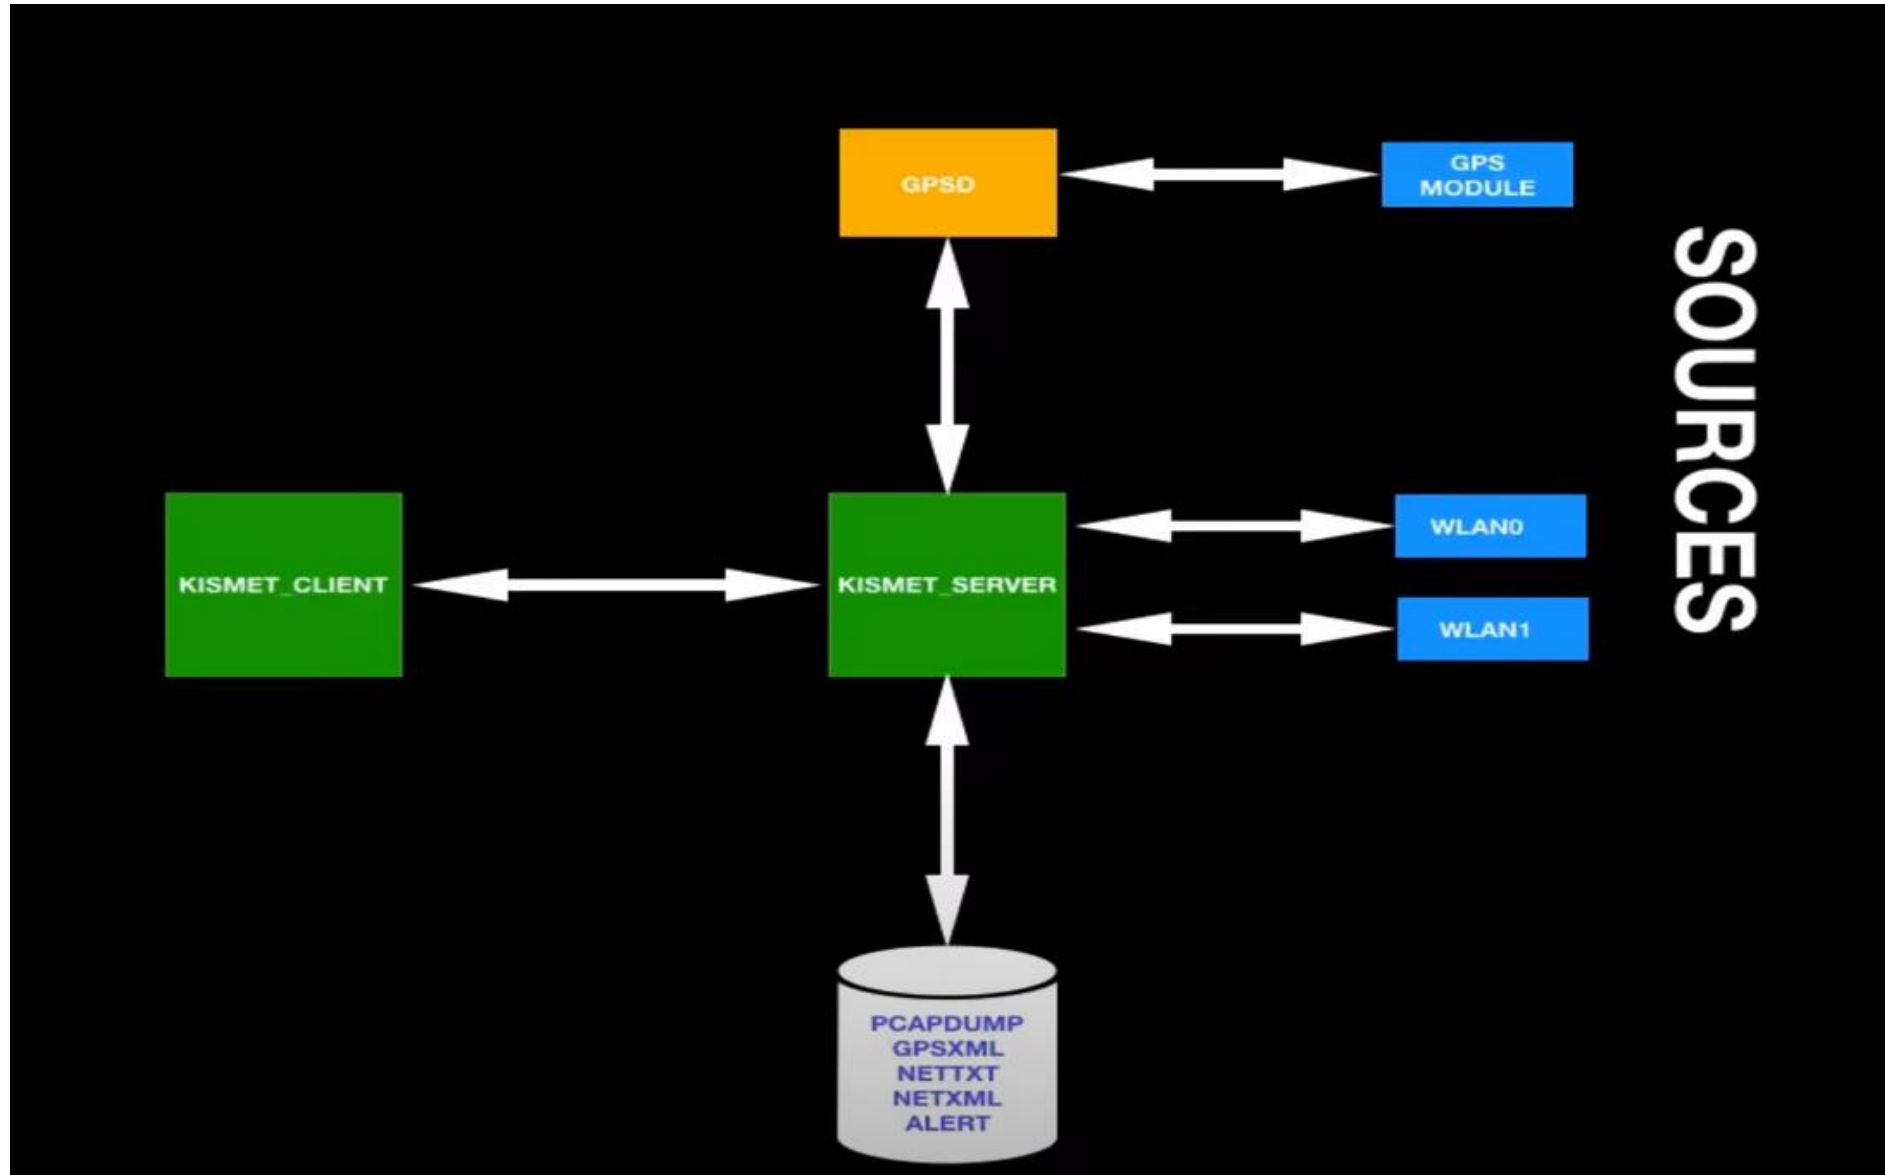 GPSD
GPS
MODULE
SOURCES
KISMET_CLIENT
KISMET_SERVER
WLAN0
WLAN1
PCAPDUMP
GPSXML
NETTXT
NETXML
ALERT